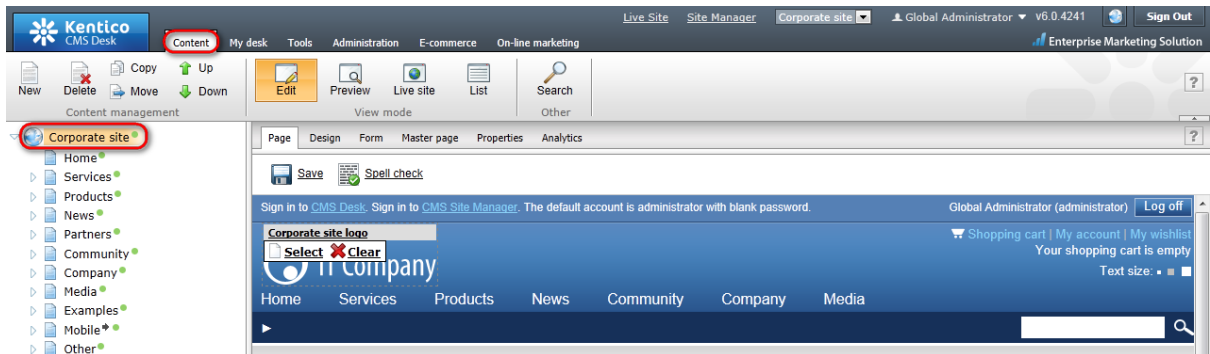 Live Site Site Manager Corporate site Global Administrator v6.0.4241 Sign Out
Kentico
CMS Desk
Content My desk Tools Administration E-commerce On-line marketing
Enterprise Marketing Solution
Copy Up
New Delete Move Down Edit Preview Live site List Search
Content management View mode Other
?
Corporate site
Home
Services
Products
News
Partners
Community
Company
Media
Examples
Mobile
Other
Page Design Form Master page Properties Analytics
?
Save Spell check
Sign in to CMS Desk. Sign in to CMS Site Manager. The default account is administrator with blank password. Global Administrator (administrator) Log off
Corporate site logo
Select Clear
Company
Shopping cart | My account | My wishlist
Your shopping cart is empty
Text size:
Home Services Products News Community Company Media